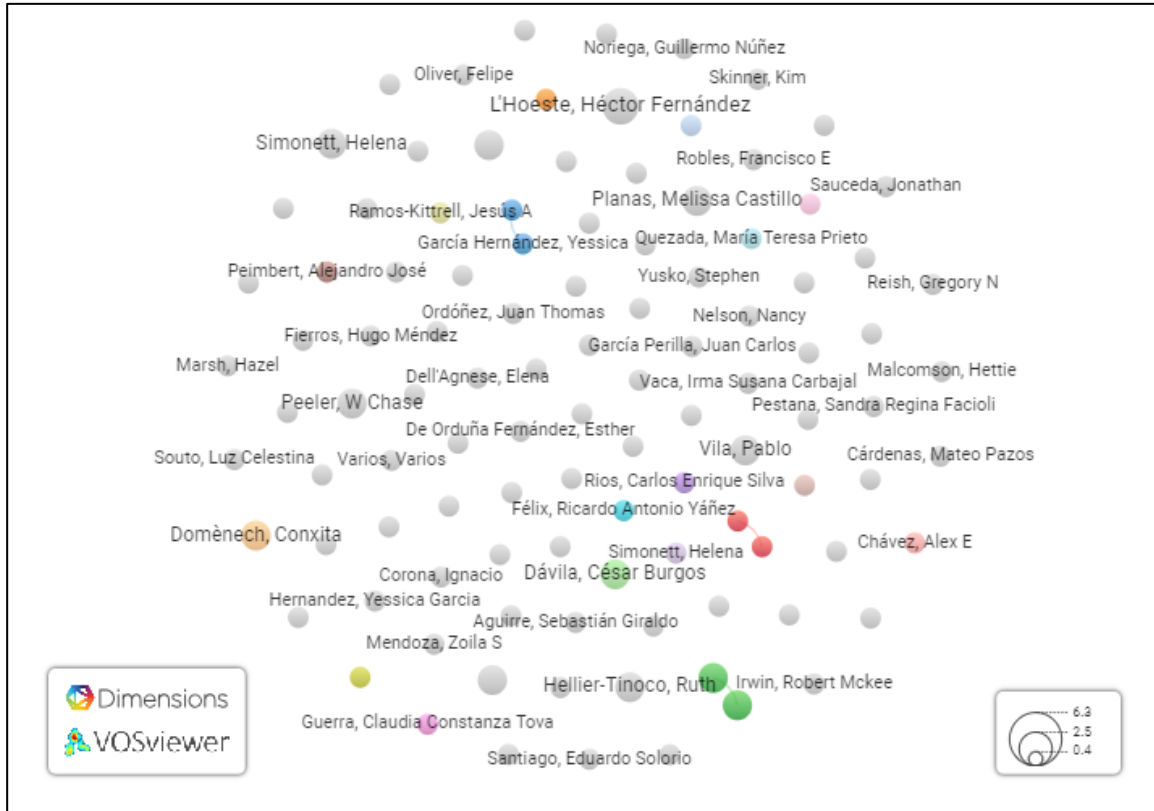 Noriega, Guillermo Núñez
Oliver, Felipe
Skinner, Kim
L'Hoeste, Héctor Fernández
Simonett, Helena
Robles, Francisco E
Sauceda, Jonathan
Planas, Melissa Castillo
Ramos-Kittrell, Jesús A
García Hernández, Yessica
Quezada, María Teresa Prieto
Peimbert, Alejandro José
Yusko, Stephen
Reish, Gregory N
Ordóñez, Juan Thomas
Nelson, Nancy
Fierros, Hugo Méndez
García Perilla, Juan Carlos
Marsh, Hazel
Malcomson, Hettie
Dell'Agnese, Elena
Vaca, Irma Susana Carbajal
Peeler, W Chase
Pestana, Sandra Regina Facioli
De Orduña Fernández, Esther
Vila, Pablo
Souto, Luz Celestina
Varios, Varios
Cárdenas, Mateo Pazos
Rios, Carlos Enrique Silva
Félix, Ricardo Antonio Yáñez
Domènech, Conxita
Simonett, Helena
Chávez, Alex E
Dávila, César Burgos
Corona, Ignacio
Hernandez, Yessica Garcia
Aguirre, Sebastián Giraldo
Mendoza, Zoila S
Hellier-Tinoco, Ruth
Irwin, Robert Mckee
Guerra, Claudia Constanza Tova
Santiago, Eduardo Solorio
Dimensions
VOSviewer
6.3
2.5
0.4